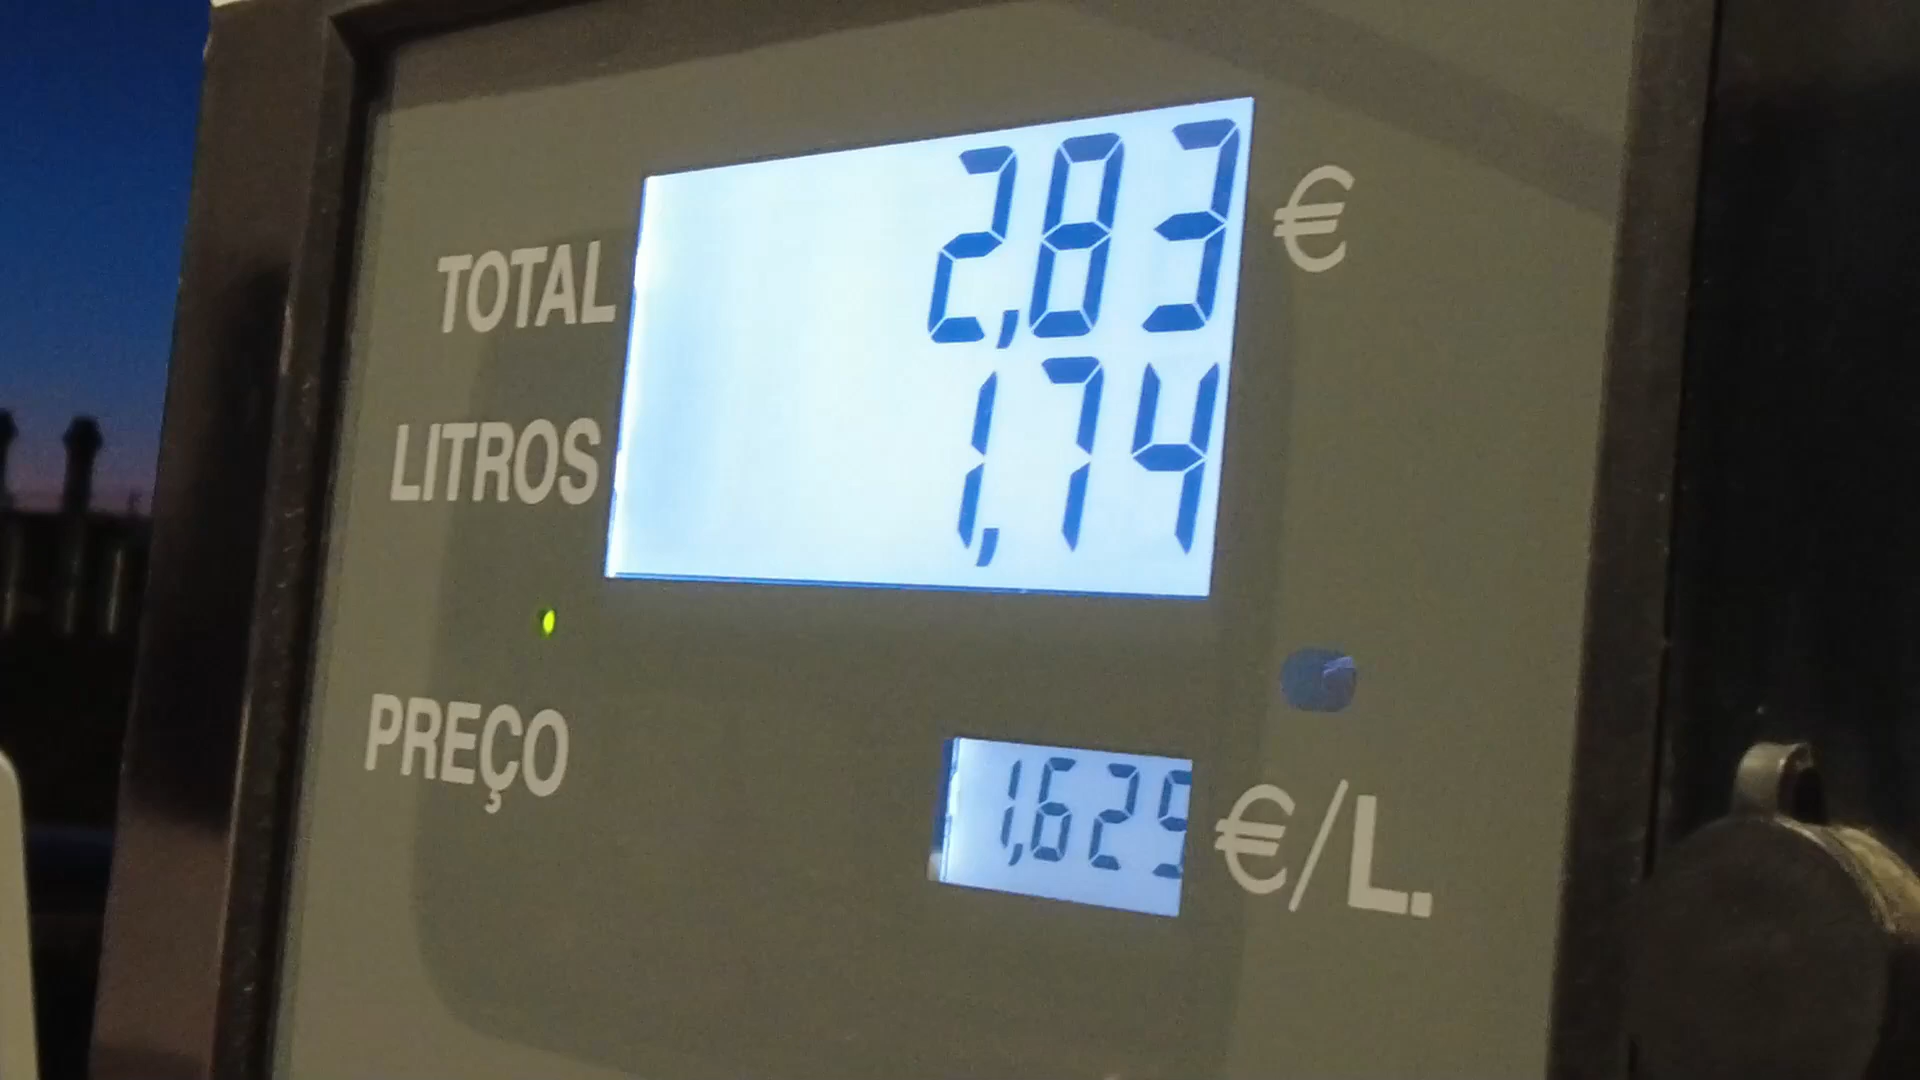 TOTAL 2,83 €
LITROS 1,74
PREÇO 1,629 €/L.